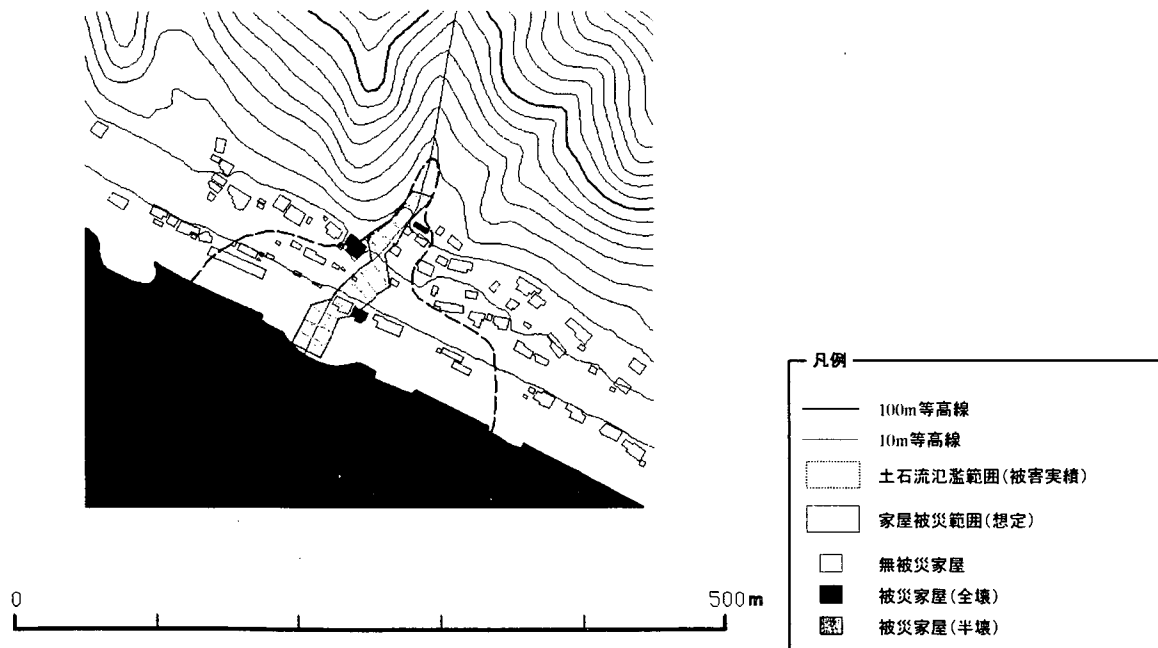 0
500m
凡例
100m等高線
10m等高線
土石流氾濫範囲(被害実績)
家屋被災範囲(想定)
無被災家屋
被災家屋(全壊)
被災家屋(半壊)